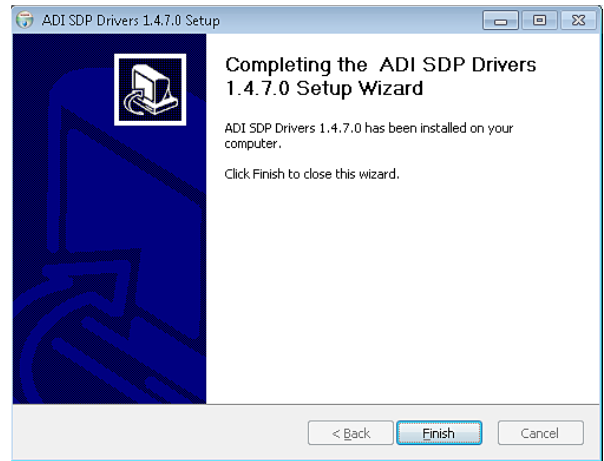 ADI SDP Drivers 1.4.7.0 Setup
Completing the ADI SDP Drivers
1.4.7.0 Setup Wizard
ADI SDP Drivers 1.4.7.0 has been installed on your
computer.
Click Finish to close this wizard.
< Back
Finish
Cancel